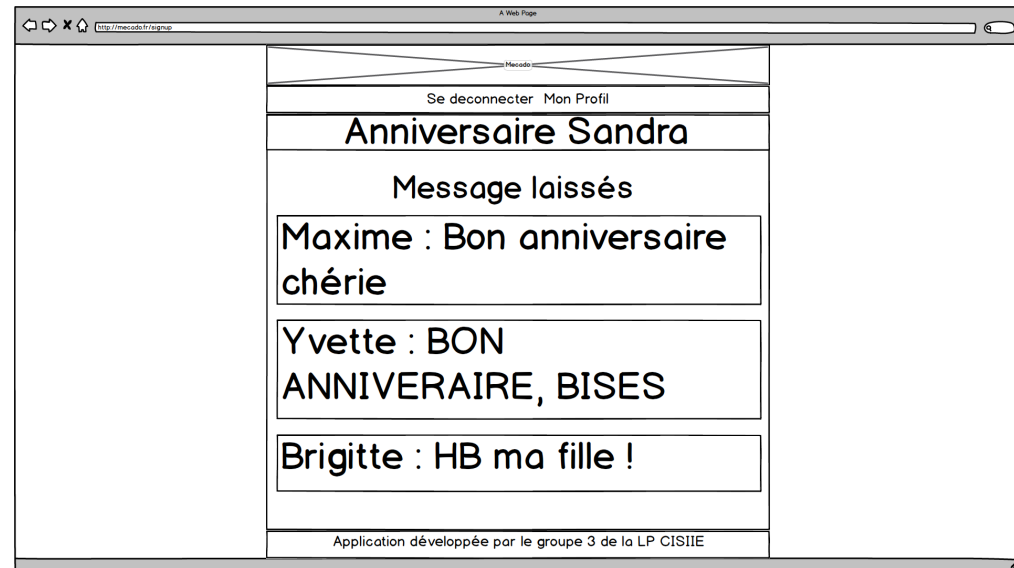 A Web Page
http://mecado.fr/signup
Mecado
Se deconnecter Mon Profil
Anniversaire Sandra
Message laissés
Maxime : Bon anniversaire
chérie
Yvette : BON
ANNIVERAIRE, BISES
Brigitte : HB ma fille !
Application développée par le groupe 3 de la LP CISIIE